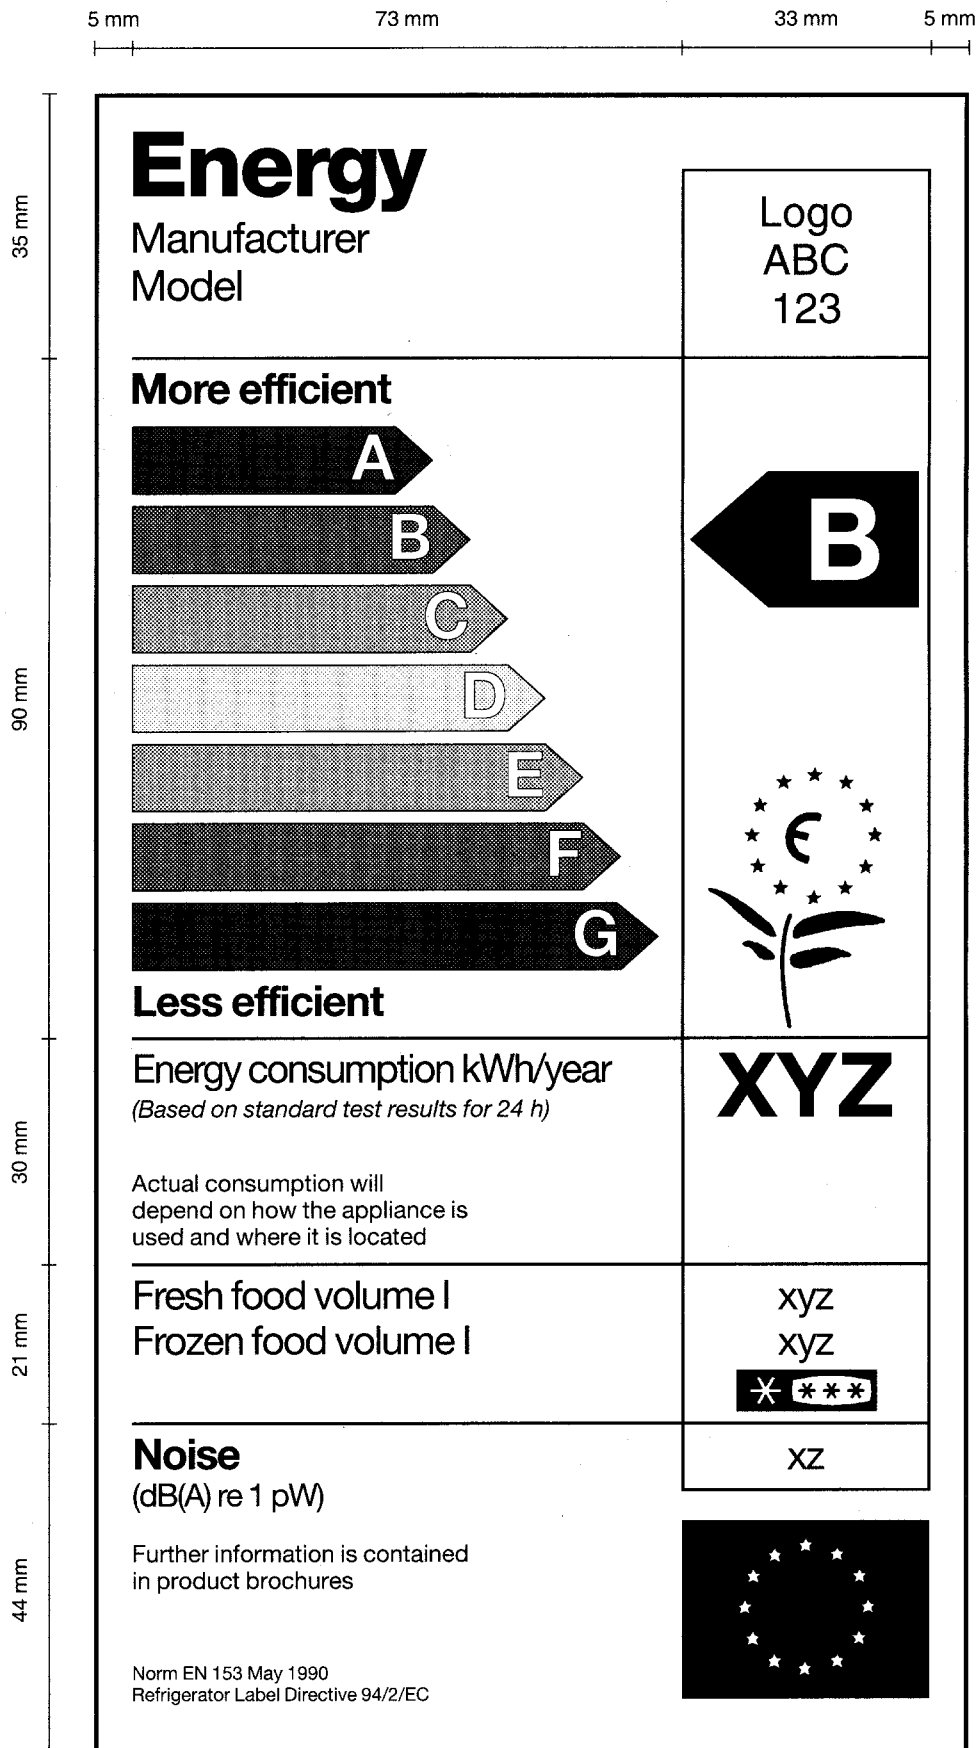 5 mm 73 mm 33 mm 5 mm
35 mm
Energy
Manufacturer
Model
Logo
ABC
123
90 mm
More efficient
A
B
B
C
D
E
F
G
Less efficient
30 mm
Energy consumption kWh/year
XYZ
(Based on standard test results for 24 h)
Actual consumption will
depend on how the appliance is
used and where it is located
21 mm
Fresh food volume l
xyz
Frozen food volume l
xyz
44 mm
Noise
xz
(dB(A) re 1 pW)
Further information is contained
in product brochures
Norm EN 153 May 1990
Refrigerator Label Directive 94/2/EC